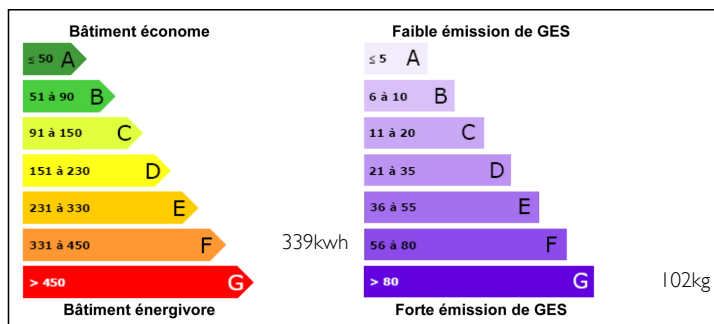 Bâtiment économe
≤ 50 A
51 à 90 B
91 à 150 C
151 à 230 D
231 à 330 E
331 à 450 F
339kwh
> 450 G
Bâtiment énergivore
Faible émission de GES
≤ 5 A
6 à 10 B
11 à 20 C
21 à 35 D
36 à 55 E
56 à 80 F
> 80 G
102kg
Forte émission de GES